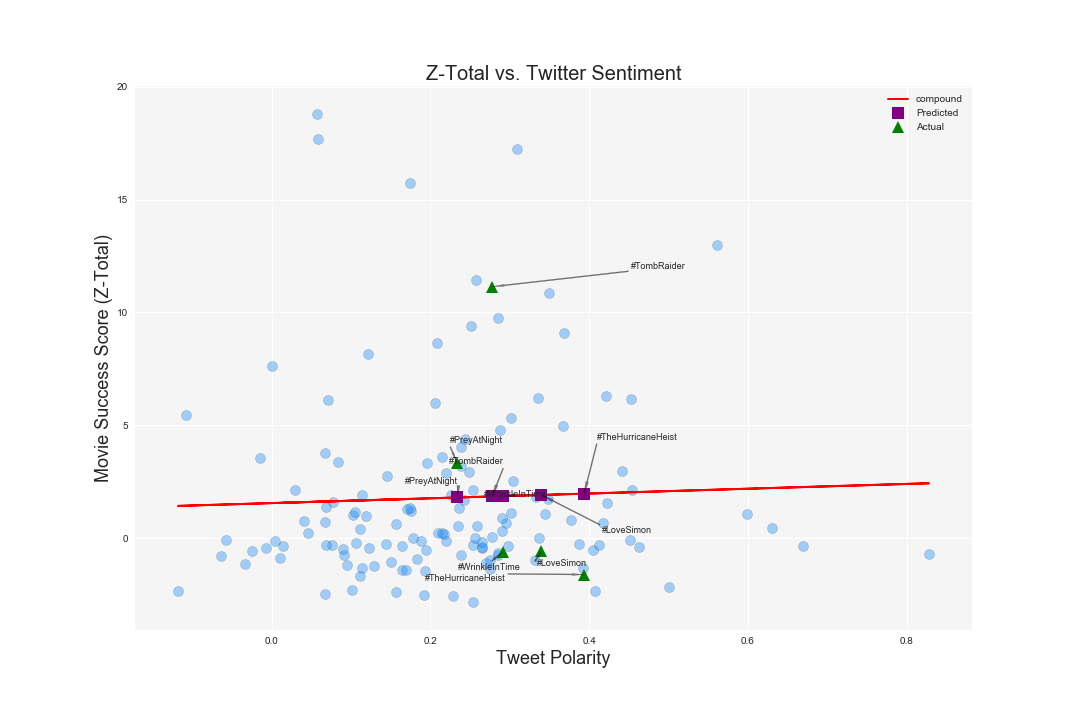 Z-Total vs. Twitter Sentiment
compound
Predicted
Actual
Movie Success Score (Z-Total)
20
15
10
5
0
#TombRaider
#PreyAtNight
#TheHurricaneHeist
#TombRaider
#PreyAtNight
#WrinkleInTime
#LoveSimon
#LoveSimon
#WrinkleInTime
#TheHurricaneHeist
0.0
0.2
0.4
0.6
0.8
Tweet Polarity